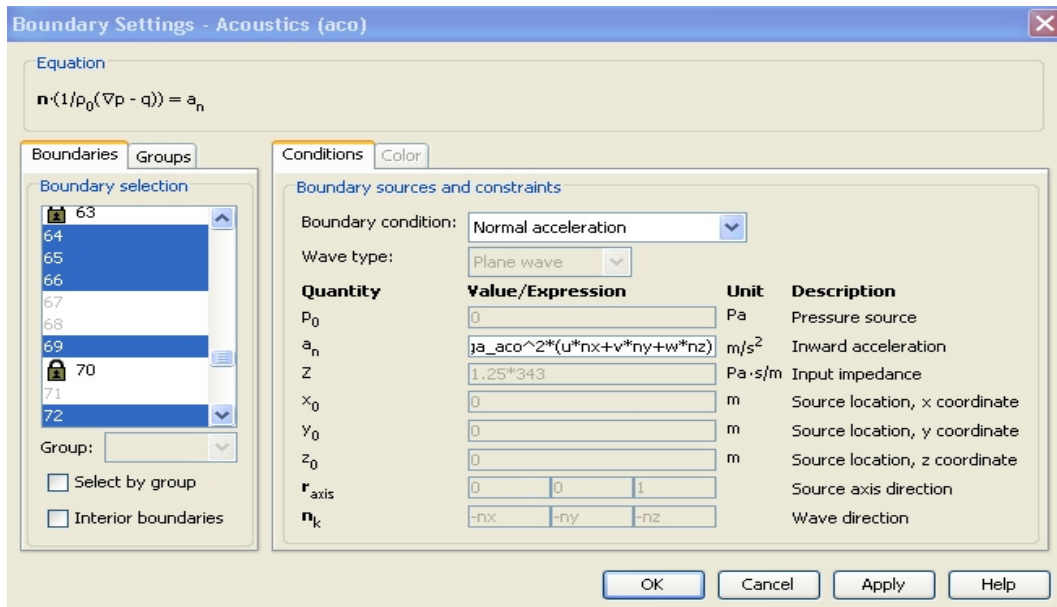 Boundary Settings - Acoustics (aco)
Equation
n·(1/ρ₀(∇p - q)) = aₙ
Boundaries Groups
Boundary selection
63
64
65
66
67
68
69
70
71
72
Group:
Select by group
Interior boundaries
Conditions Color
Boundary sources and constraints
Boundary condition: Normal acceleration
Wave type: Plane wave
Quantity Value/Expression Unit Description
p₀ 0 Pa Pressure source
aₙ ga_aco^2*(u*nx+v*ny+w*nz) m/s² Inward acceleration
Z 1.25*343 Pa·s/m Input impedance
x₀ 0 m Source location, x coordinate
y₀ 0 m Source location, y coordinate
z₀ 0 m Source location, z coordinate
r_axis 0 0 1 Source axis direction
n_k -nx -ny -nz Wave direction
OK Cancel Apply Help